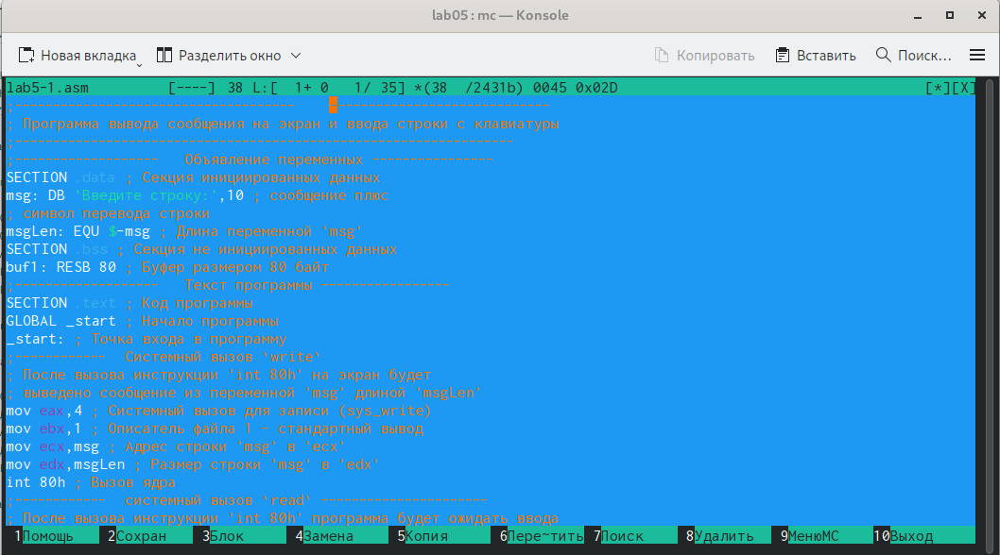 lab05 : mc — Konsole
Новая вкладка Разделить окно Копировать Вставить Поиск...
lab5-1.asm [----] 38 L:[ 1+ 0 1/ 35] *(38 /2431b) 0045 0x02D [*][X]
;--------------------------------- - -------------------------
; Программа вывода сообщения на экран и ввода строки с клавиатуры
;-----------------------------------------------------------
;----------------- Объявление переменных --------------
SECTION .data ; Секция инициированных данных
msg: DB 'Введите строку:',10 ; сообщение плюс
; символ перевода строки
msgLen: EQU $-msg ; Длина переменной 'msg'
SECTION .bss ; Секция не инициированных данных
buf1: RESB 80 ; Буфер размером 80 байт
;----------------- Текст программы ---------------
SECTION .text ; Код программы
GLOBAL _start ; Начало программы
_start: ; Точка входа в программу
;----------- Системный вызов `write`
; После вызова инструкции 'int 80h' на экран будет
; выведено сообщение из переменной 'msg' длиной 'msgLen'
mov eax,4 ; Системный вызов для записи (sys_write)
mov ebx,1 ; Описатель файла 1 - стандартный вывод
mov ecx,msg ; Адрес строки 'msg' в 'ecx'
mov edx,msgLen ; Размер строки 'msg' в 'edx'
int 80h ; Вызов ядра
;----------- системный вызов `read` --------------------
; После вызова инструкции 'int 80h' программа будет ожидать ввода
1Помощь 2Сохран 3Блок 4Замена 5Копия 6Пере~тить 7Поиск 8Удалить 9МенюМС 10Выход